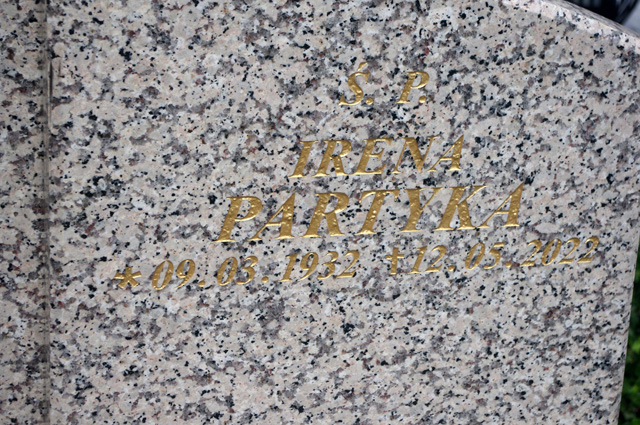 Ś. P.
IRENA
PARTYKA
* 09. 03. 1932 † 12. 05. 2022